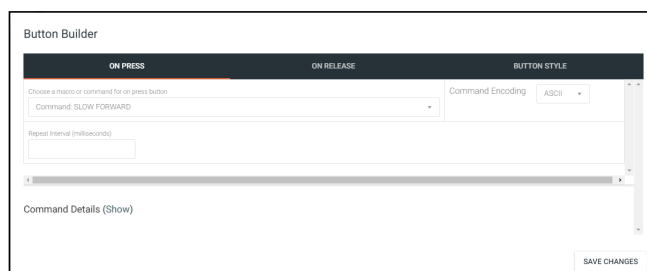 Button Builder
ON PRESS
ON RELEASE
BUTTON STYLE
Choose a macro or command for on press button
Command: SLOW FORWARD
Command Encoding
ASCII
Repeat Interval (milliseconds)
Command Details (Show)
SAVE CHANGES